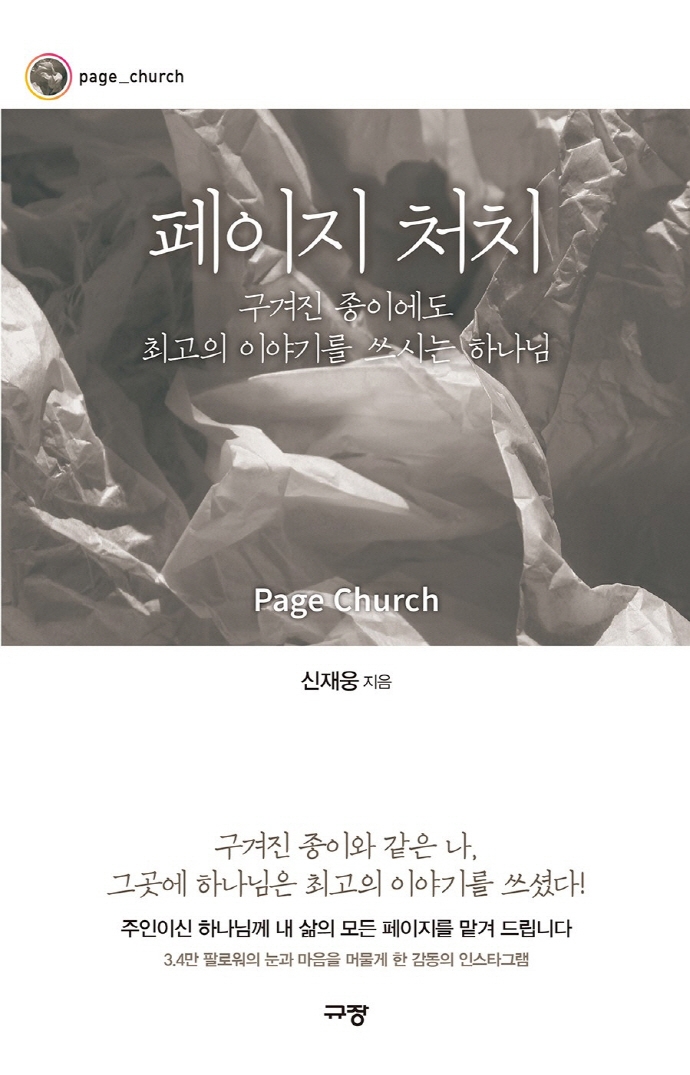 page_church
페이지 처치
구겨진 종이에도
최고의 이야기를 쓰시는 하나님
Page Church
신재웅 지음
구겨진 종이와 같은 나,
그곳에 하나님은 최고의 이야기를 쓰셨다!
주인이신 하나님께 내 삶의 모든 페이지를 맡겨 드립니다
3.4만 팔로워의 눈과 마음을 머물게 한 감동의 인스타그램
규장